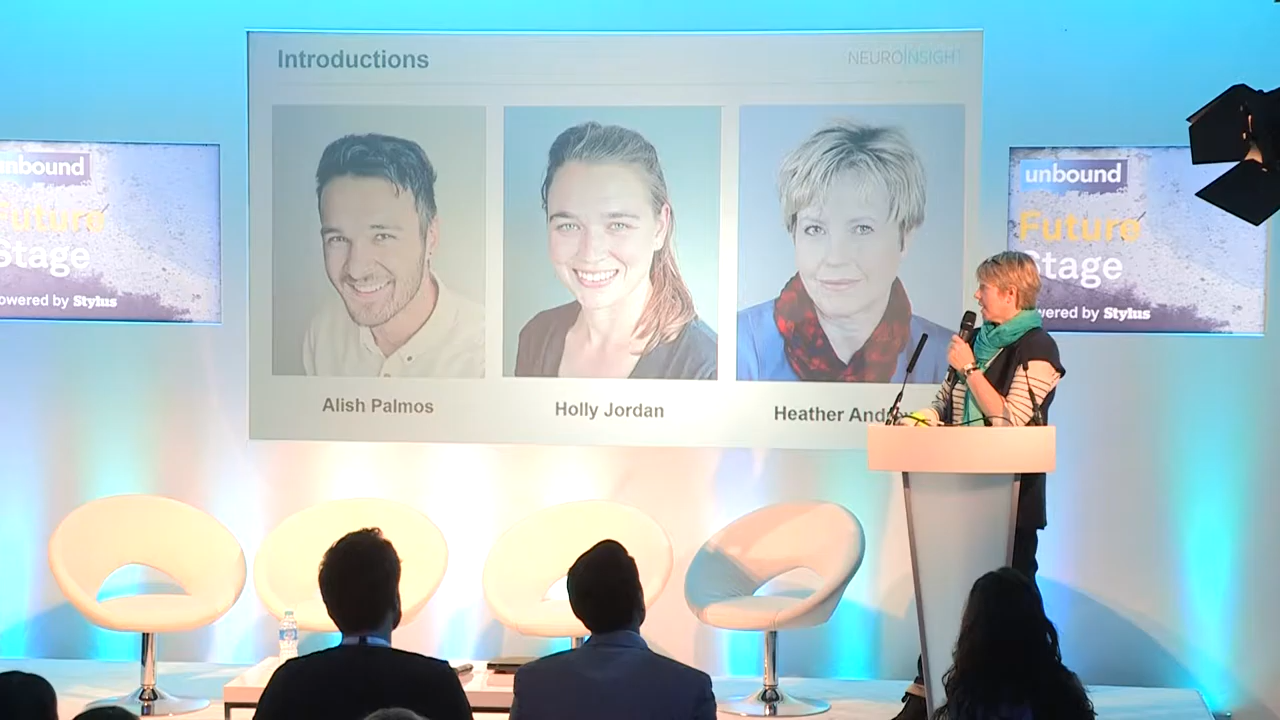 Introductions
NEUROINSIGHT
Alish Palmos
Holly Jordan
Heather
unbound
Future
Stage
owered by Stylus
unbound
Future
Stage
wered by Stylus